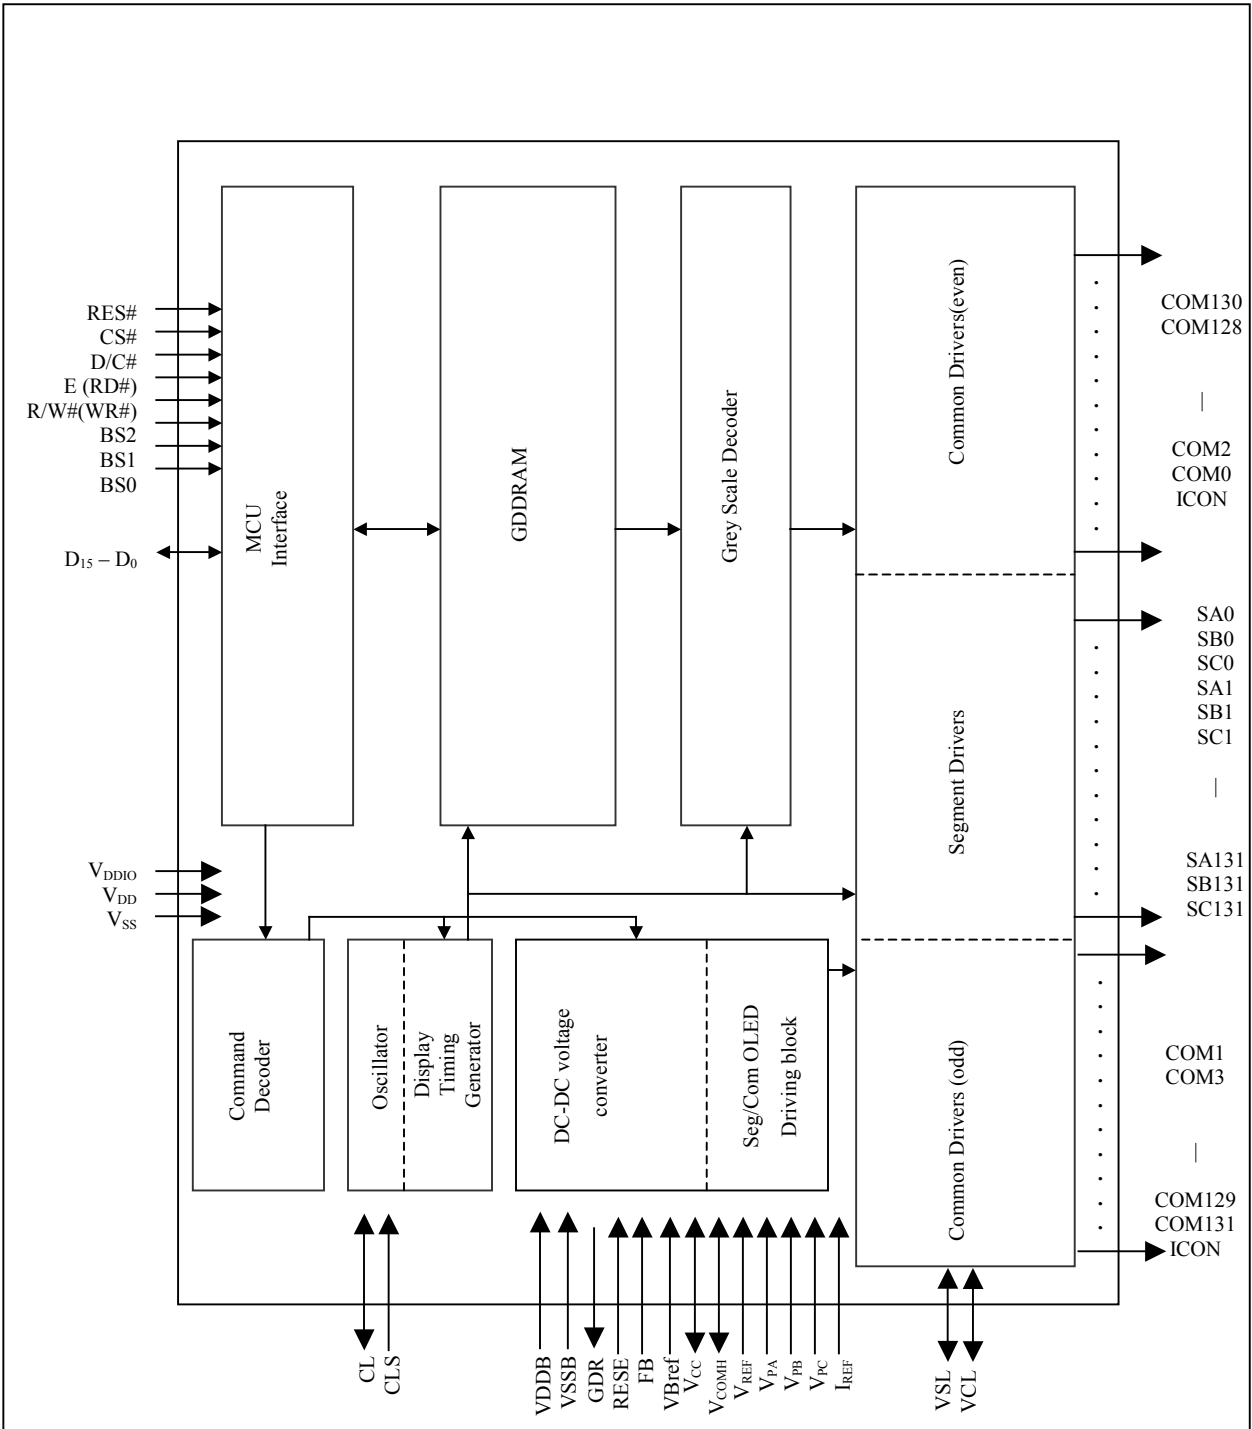 RES#
CS#
D/C#
E (RD#)
R/W#(WR#)
BS2
BS1
BS0
D15 – D0
VDDIO
VDD
VSS
MCU
Interface
GDDRAM
Grey Scale Decoder
Common Drivers(even)
Segment Drivers
Common Drivers (odd)
Command
Decoder
Oscillator
Display
Timing
Generator
DC-DC voltage
converter
Seg/Com OLED
Driving block
COM130
COM128
|
COM2
COM0
ICON
SA0
SB0
SC0
SA1
SB1
SC1
|
SA131
SB131
SC131
COM1
COM3
|
COM129
COM131
ICON
CL
CLS
VDDB
VSSB
GDR
RESE
FB
VBref
VCC
VCOMH
VREF
VPA
VPB
VPC
IREF
VSL
VCL